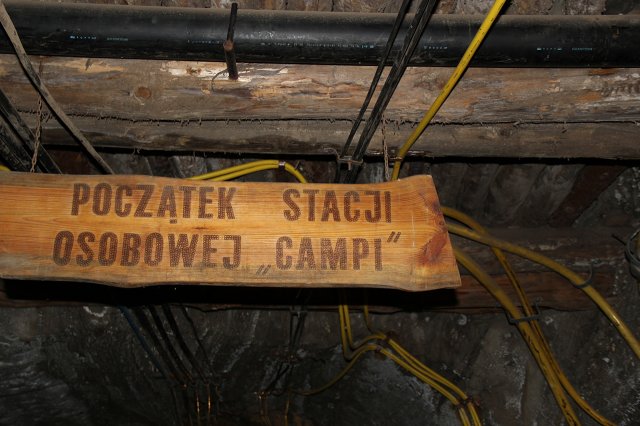 POCZĄTEK STACJI
OSOBOWEJ „CAMPI”